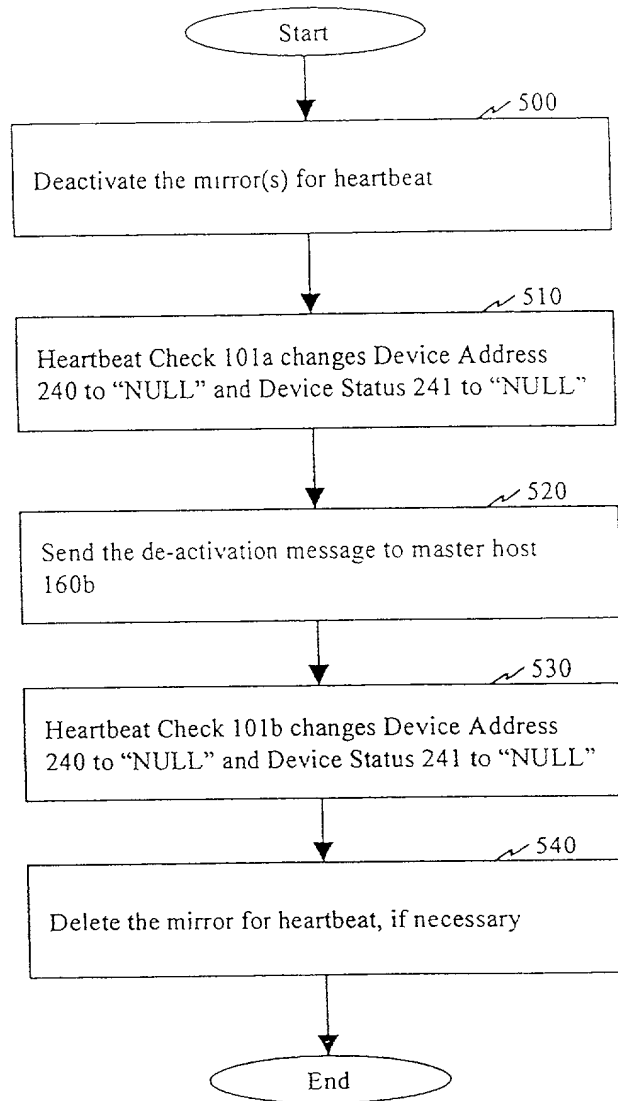 Start
500
Deactivate the mirror(s) for heartbeat
510
Heartbeat Check 101a changes Device Address
240 to “NULL” and Device Status 241 to “NULL”
520
Send the de-activation message to master host
160b
530
Heartbeat Check 101b changes Device Address
240 to “NULL” and Device Status 241 to “NULL”
540
Delete the mirror for heartbeat, if necessary
End